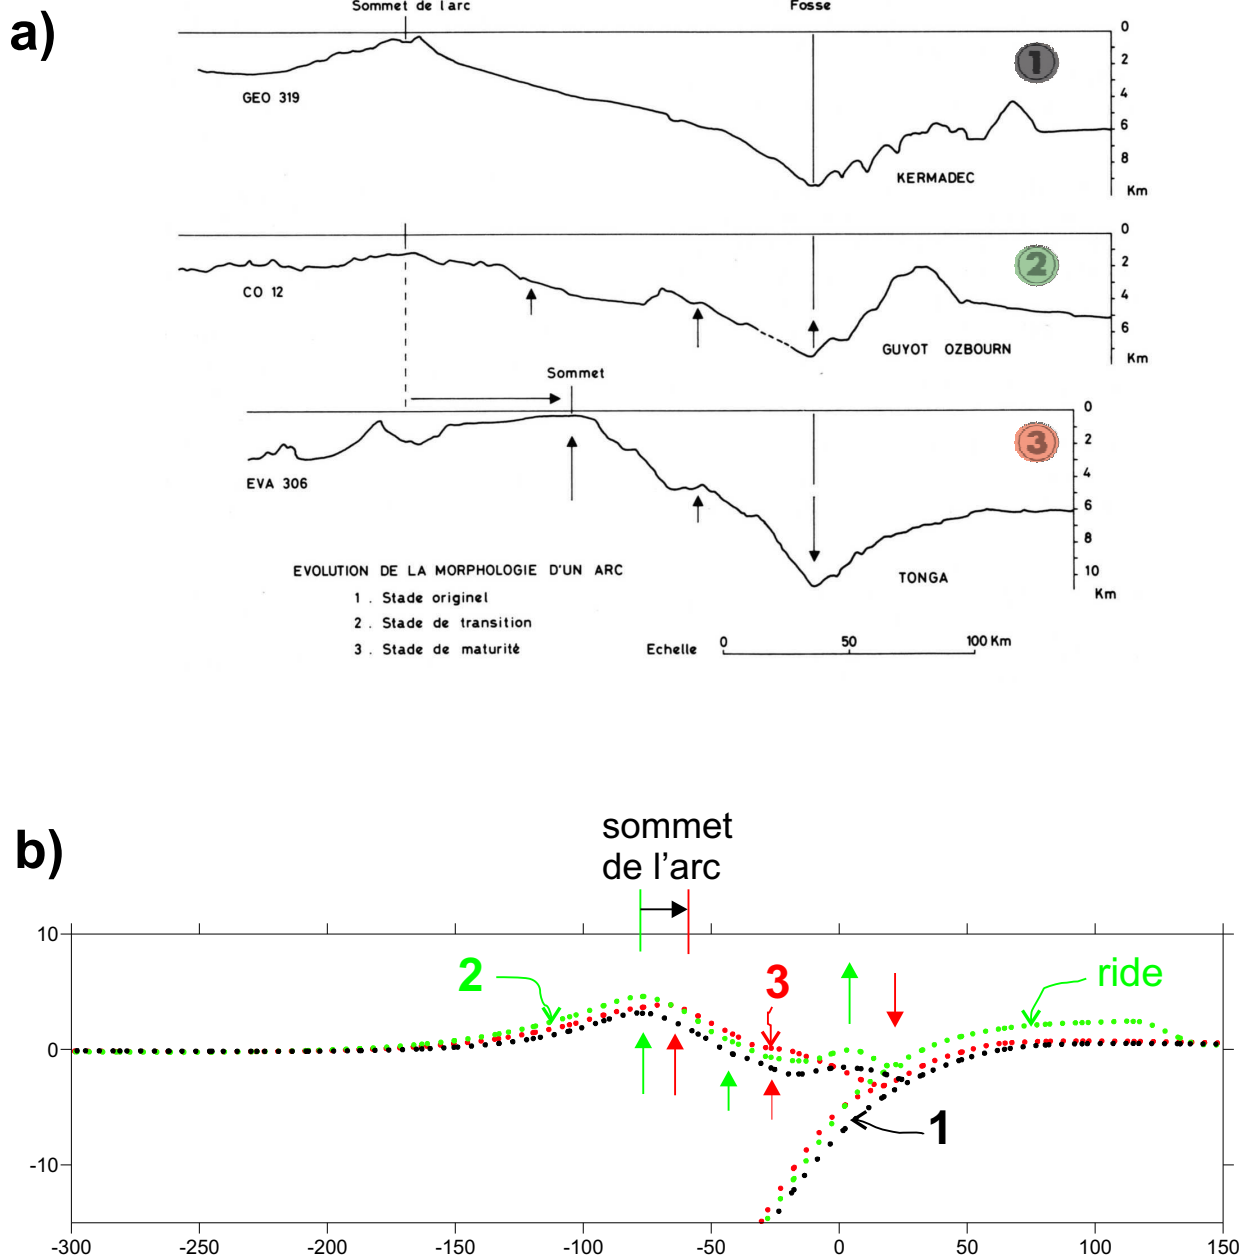 a)
Sommet de l arc
Fosse
0
2
4
6
8
Km
1
GEO 319
KERMADEC
0
2
4
6
Km
2
CO 12
GUYOT OZBOURN
Sommet
0
2
4
6
8
10
Km
3
EVA 306
TONGA
EVOLUTION DE LA MORPHOLOGIE D'UN ARC
1 . Stade originel
2 . Stade de transition
3 . Stade de maturité
Echelle 0 50 100 Km
b)
sommet
de l'arc
10
0
-10
2
3
ride
1
-300 -250 -200 -150 -100 -50 0 50 100 150